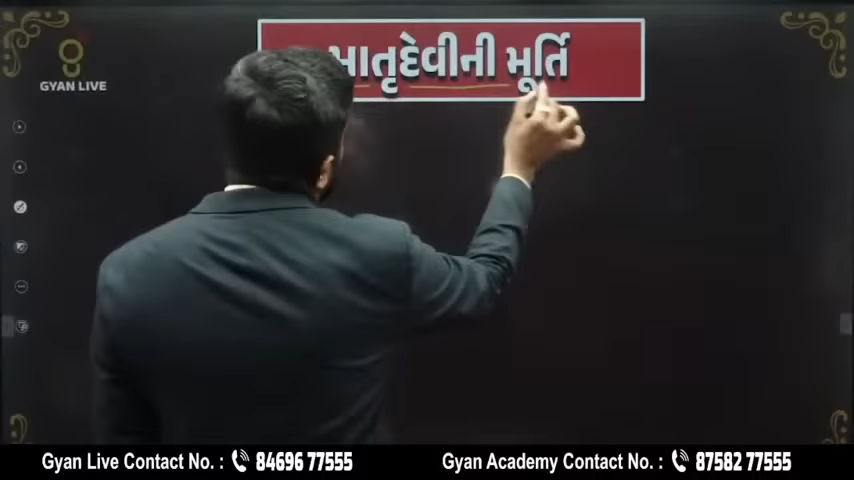 GYAN LIVE
માતૃદેવીની મૂર્તિ
Gyan Live Contact No. : 84696 77555
Gyan Academy Contact No. : 87582 77555